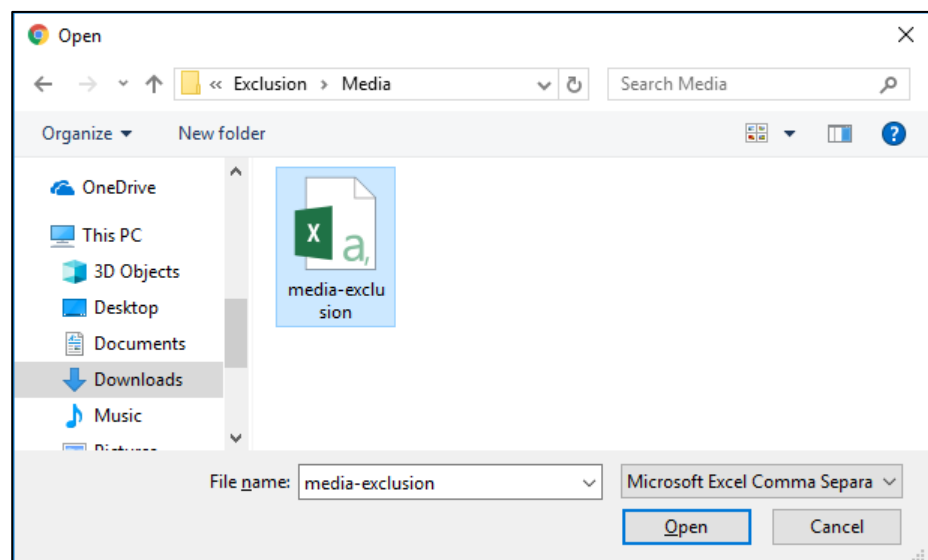 Open
« Exclusion > Media
Search Media
Organize
New folder
OneDrive
This PC
3D Objects
Desktop
Documents
Downloads
Music
media-exclu
sion
File name: media-exclusion
Microsoft Excel Comma Separa
Open
Cancel